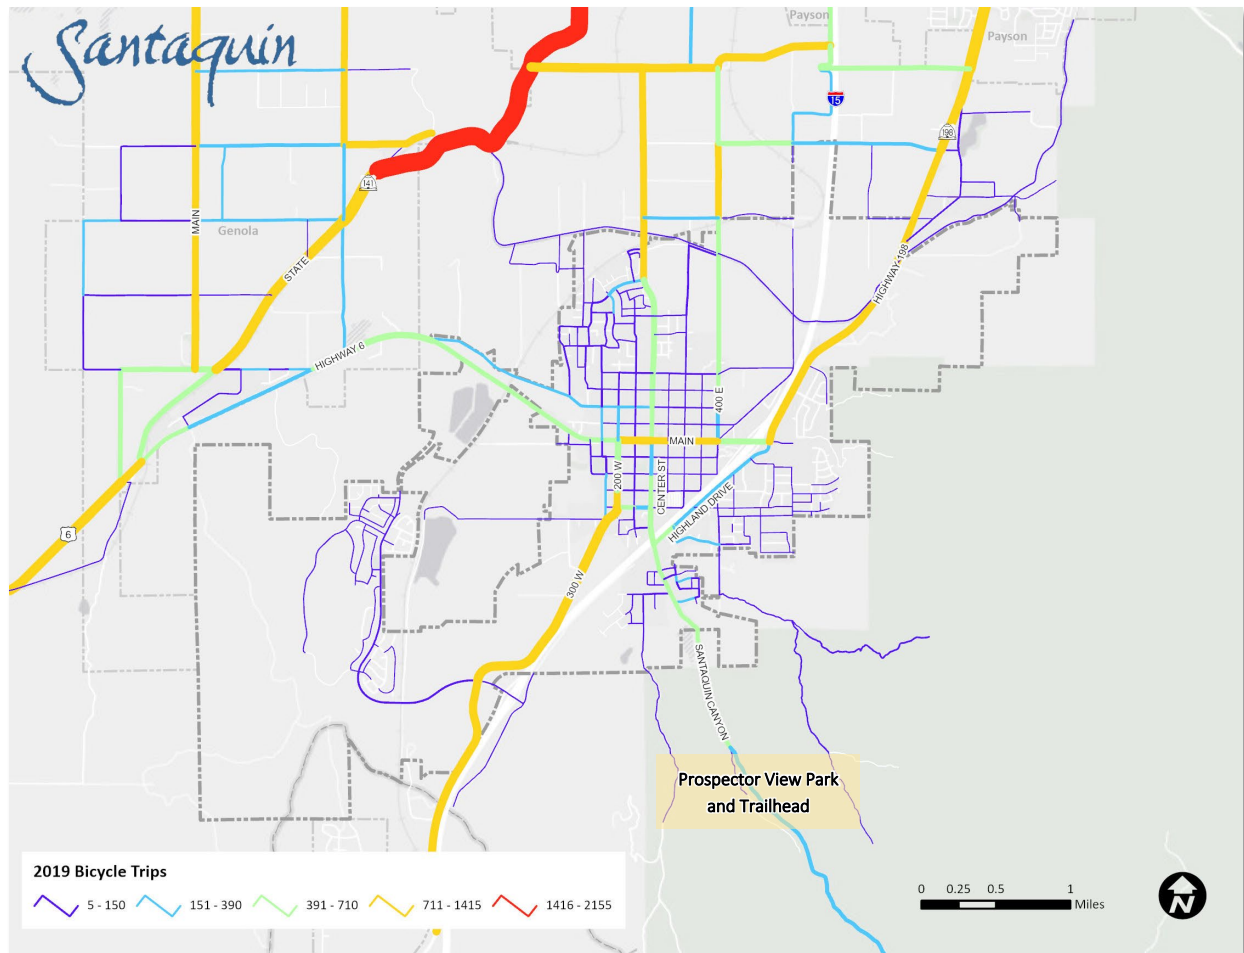 Santaquin
Payson
Payson
15
198
141
MAIN
Genola
STATE
HIGHWAY 198
HIGHWAY 6
400 E
MAIN
200 W
CENTER ST
HIGHLAND DRIVE
6
300 W
SANTAQUIN CANYON
Prospector View Park
and Trailhead
2019 Bicycle Trips
5 - 150
151 - 390
391 - 710
711 - 1415
1416 - 2155
0 0.25 0.5 1
Miles
N